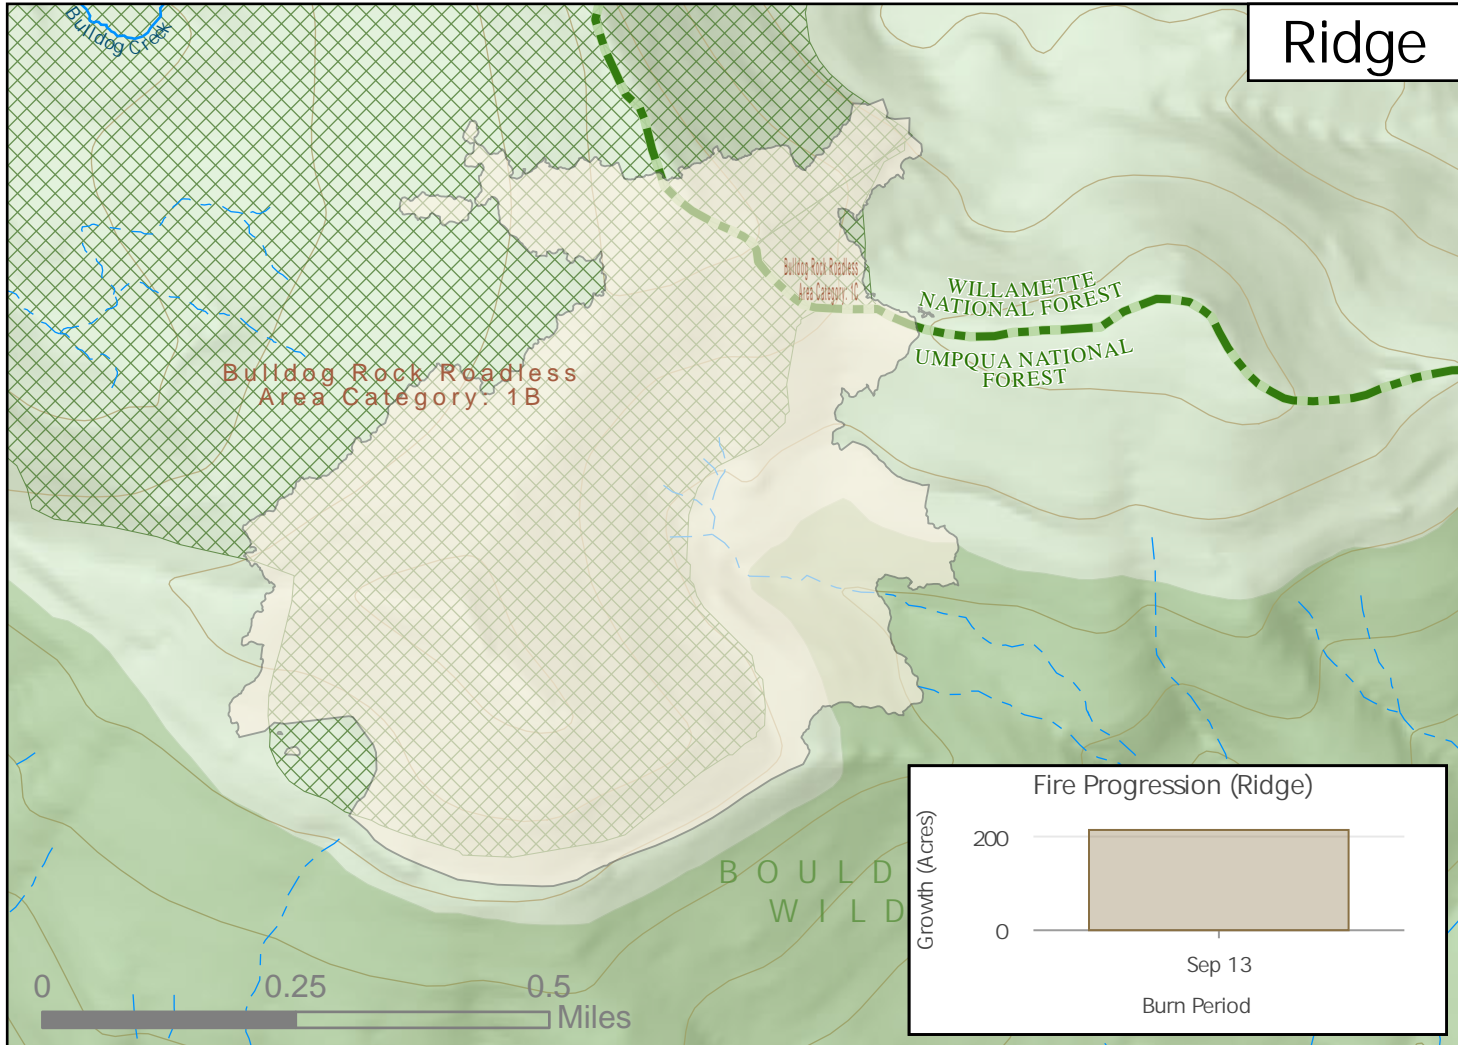 Ridge
Bulldog Creek
Bulldog Rock Roadless
Area Category: 1C
WILLAMETTE
NATIONAL FOREST
UMPQUA NATIONAL
FOREST
Bulldog Rock Roadless
Area Category: 1B
BOULD
WILD
Fire Progression (Ridge)
Growth (Acres)
200
0
Sep 13
Burn Period
0 0.25 0.5
Miles